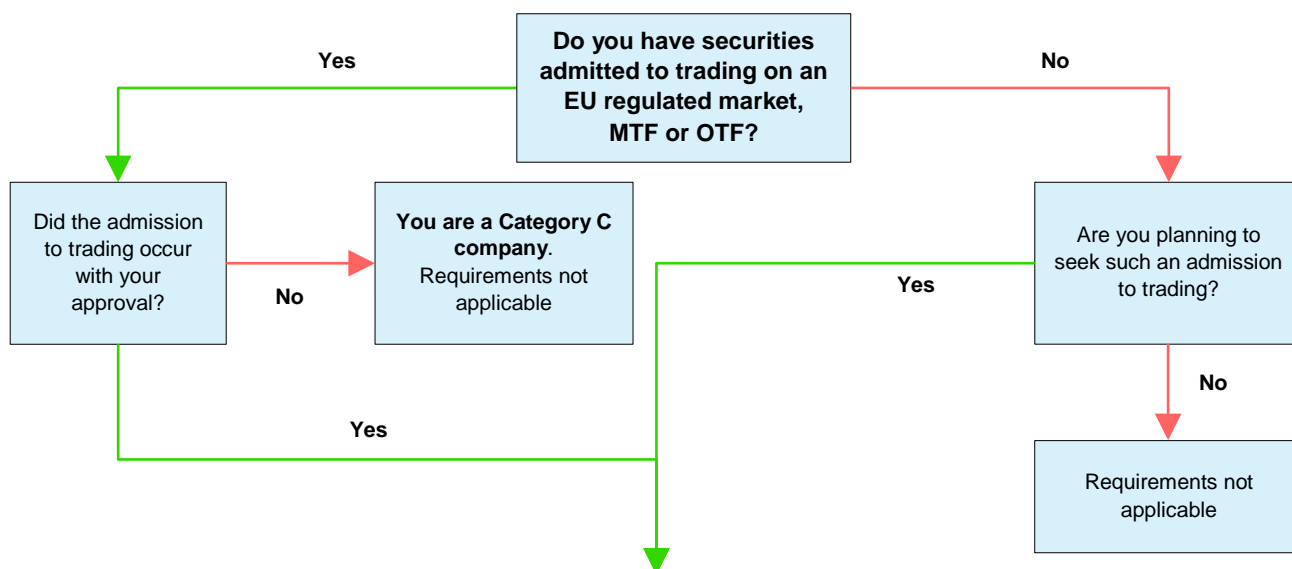 Do you have securities
admitted to trading on an
EU regulated market,
MTF or OTF?
Yes
No
Did the admission
to trading occur
with your
approval?
No
You are a Category C
company.
Requirements not
applicable
Are you planning to
seek such an admission
to trading?
Yes
No
Yes
Requirements not
applicable